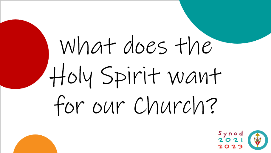 What does the
Holy Spirit want
for our Church?
Synod
2021
2023